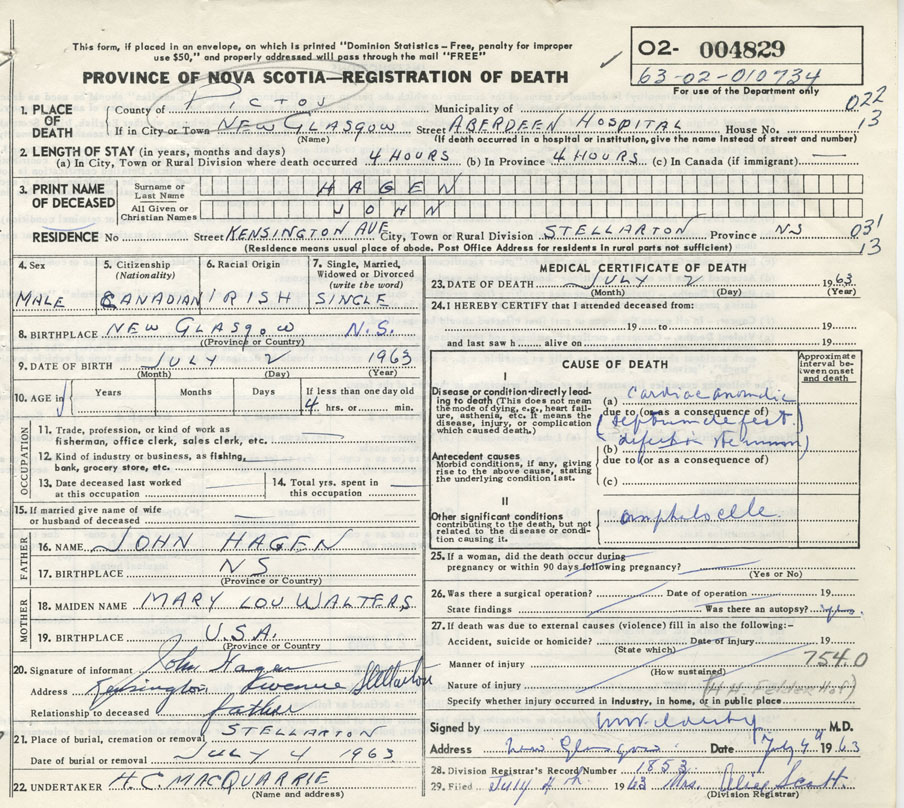 This form, if placed in an envelope, on which is printed "Dominion Statistics — Free, penalty for improper
use $50," and properly addressed will pass through the mail "FREE"
PROVINCE OF NOVA SCOTIA—REGISTRATION OF DEATH
O2- 004829
63-02-010734
For use of the Department only
022
13
1. PLACE OF DEATH
County of PICTOU Municipality of
If in City or Town NEW GLASGOW Street ABERDEEN HOSPITAL House No.
(Name) (If death occurred in a hospital or institution, give the name instead of street and number)
2. LENGTH OF STAY (in years, months and days)
(a) In City, Town or Rural Division where death occurred 4 HOURS (b) In Province 4 HOURS (c) In Canada (if immigrant) —
3. PRINT NAME OF DECEASED
Surname or Last Name HAGEN
All Given or Christian Names JOHN
RESIDENCE No Street KENSINGTON AVE City, Town or Rural Division STELLARTON Province NS
031
13
(Residence means usual place of abode. Post Office Address for residents in rural parts not sufficient)
4. Sex
MALE
5. Citizenship
(Nationality)
CANADIAN
6. Racial Origin
IRISH
7. Single, Married,
Widowed or Divorced
(write the word)
SINGLE
8. BIRTHPLACE NEW GLASGOW N.S.
(Province or Country)
9. DATE OF BIRTH JULY 2 1963
(Month) (Day) (Year)
10. AGE in
Years Months Days If less than one day old
4 hrs. or min.
OCCUPATION
11. Trade, profession, or kind of work as
fisherman, office clerk, sales clerk, etc. —
12. Kind of industry or business, as fishing,
bank, grocery store, etc. —
13. Date deceased last worked
at this occupation —
14. Total yrs. spent in
this occupation —
15. If married give name of wife
or husband of deceased —
FATHER
16. NAME JOHN HAGEN
17. BIRTHPLACE NS
(Province or Country)
MOTHER
18. MAIDEN NAME MARY LOU WALTERS
19. BIRTHPLACE U.S.A.
(Province or Country)
20. Signature of informant John Hagen
Address Kensington Avenue Stellarton
Relationship to deceased father
21. Place of burial, cremation or removal STELLARTON
Date of burial or removal JULY 4 1963
22. UNDERTAKER H.C. MACQUARRIE
(Name and address)
MEDICAL CERTIFICATE OF DEATH
23. DATE OF DEATH JULY 2 1963
(Month) (Day) (Year)
24. I HEREBY CERTIFY that I attended deceased from:
19 to 19
and last saw h alive on 19
CAUSE OF DEATH
Approximate interval between onset and death
I
Disease or condition directly leading to death (This does not mean
the mode of dying, e.g., heart failure, asthenia, etc. It means the
disease, injury, or complication
which caused death.)
(a) Cardiac
due to (or as a consequence of)
septum defect
Antecedent causes
Morbid conditions, if any, giving
rise to the above cause, stating
the underlying condition last.
(b) defect in
due to (or as a consequence of)
(c)
II
Other significant conditions
contributing to the death, but not
related to the disease or condition causing it.
25. If a woman, did the death occur during
pregnancy or within 90 days following pregnancy?
(Yes or No)
26. Was there a surgical operation? Date of operation 19
State findings Was there an autopsy?
27. If death was due to external causes (violence) fill in also the following:—
Accident, suicide or homicide? Date of injury 19
(State which)
Manner of injury 754.0
(How sustained)
Nature of injury
Specify whether injury occurred in Industry, in home, or in public place
Signed by M.D.
Address New Glasgow Date July 4th 1963
28. Division Registrar's Record Number 1853
29. Filed July 4th 1963 Mrs. Scott
(Division Registrar)